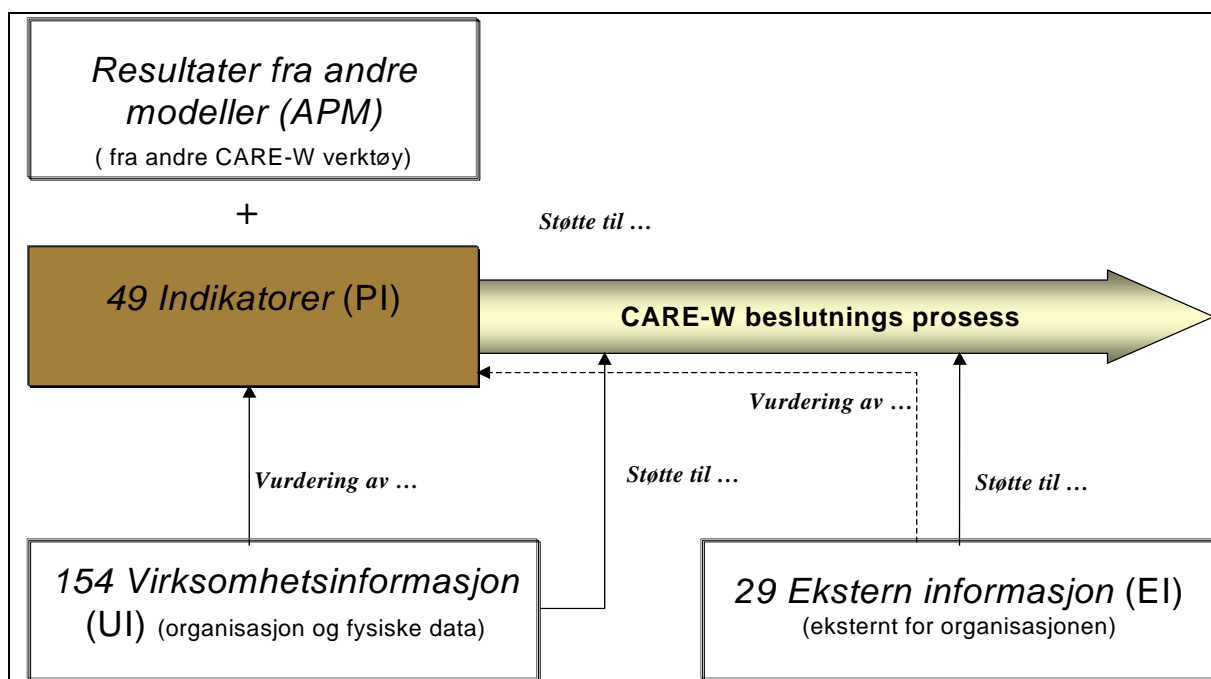 Resultater fra andre
modeller (APM)
( fra andre CARE-W verktøy)
+
Støtte til …
49 Indikatorer (PI)
CARE-W beslutnings prosess
Vurdering av …
Vurdering av …
Støtte til …
Støtte til …
154 Virksomhetsinformasjon
(UI) (organisasjon og fysiske data)
29 Ekstern informasjon (EI)
(eksternt for organisasjonen)